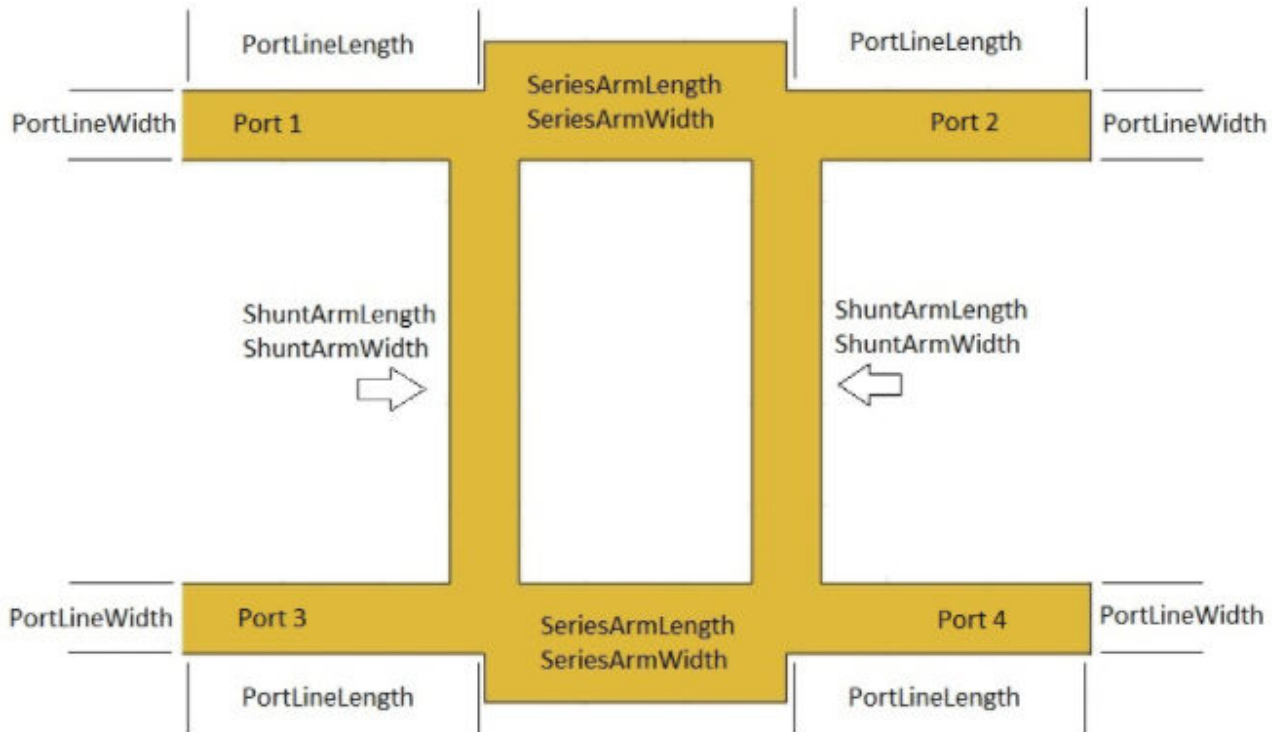 PortLineLength
PortLineLength
SeriesArmLength
SeriesArmWidth
PortLineWidth
Port 1
Port 2
PortLineWidth
ShuntArmLength
ShuntArmWidth
ShuntArmLength
ShuntArmWidth
PortLineWidth
Port 3
SeriesArmLength
SeriesArmWidth
Port 4
PortLineWidth
PortLineLength
PortLineLength